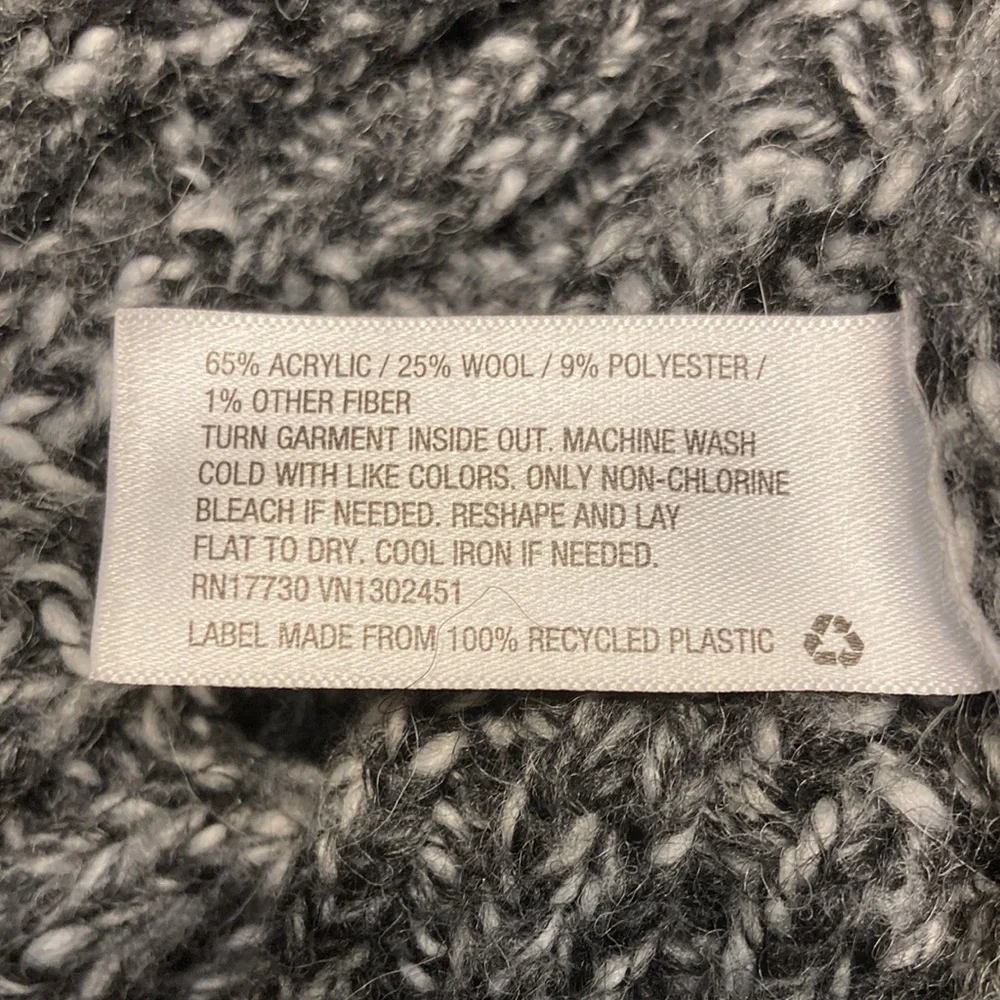 65% ACRYLIC / 25% WOOL / 9% POLYESTER /
1% OTHER FIBER
TURN GARMENT INSIDE OUT. MACHINE WASH
COLD WITH LIKE COLORS. ONLY NON-CHLORINE
BLEACH IF NEEDED. RESHAPE AND LAY
FLAT TO DRY. COOL IRON IF NEEDED.
RN17730 VN1302451
LABEL MADE FROM 100% RECYCLED PLASTIC